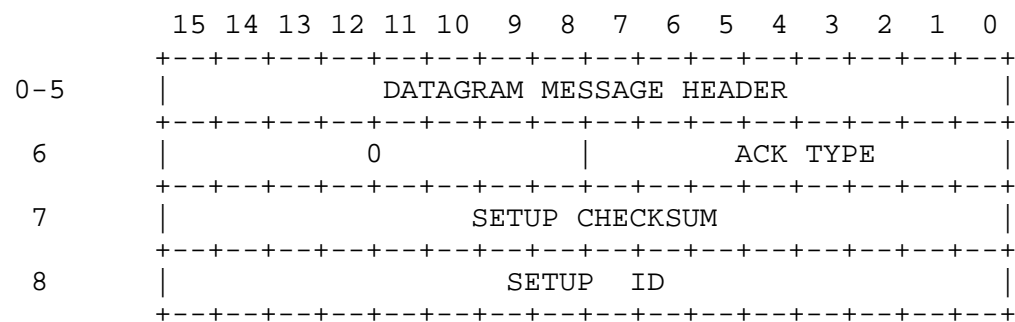 15 14 13 12 11 10 9 8 7 6 5 4 3 2 1 0
+--+--+--+--+--+--+--+--+--+--+--+--+--+--+--+--+
0-5 | DATAGRAM MESSAGE HEADER |
+--+--+--+--+--+--+--+--+--+--+--+--+--+--+--+--+
6 | 0 | ACK TYPE |
+--+--+--+--+--+--+--+--+--+--+--+--+--+--+--+--+
7 | SETUP CHECKSUM |
+--+--+--+--+--+--+--+--+--+--+--+--+--+--+--+--+
8 | SETUP ID |
+--+--+--+--+--+--+--+--+--+--+--+--+--+--+--+--+